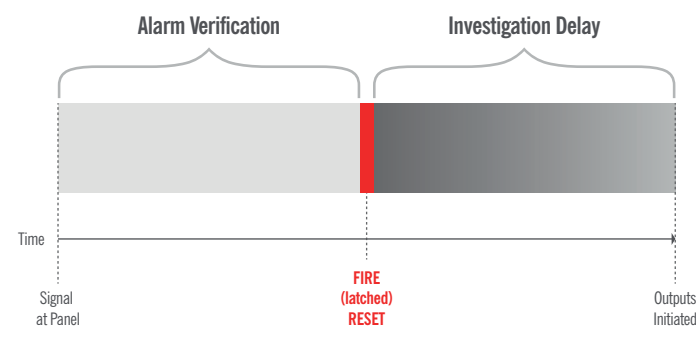 Alarm Verification
Investigation Delay
Time
FIRE
(latched)
RESET
Signal
at Panel
Outputs
Initiated